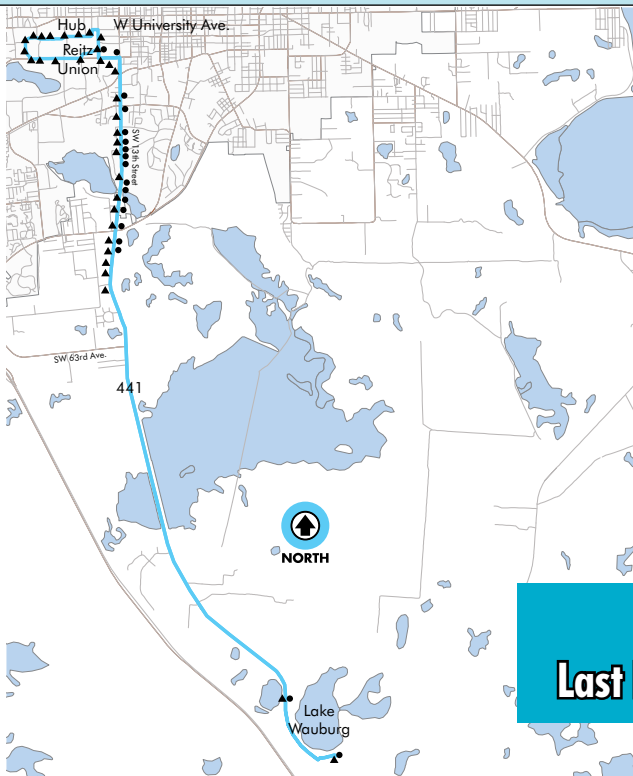 Hub
W University Ave.
Reitz
Union
SW 13th Street
SW 63rd Ave.
441
NORTH
Last
Lake
Wauburg